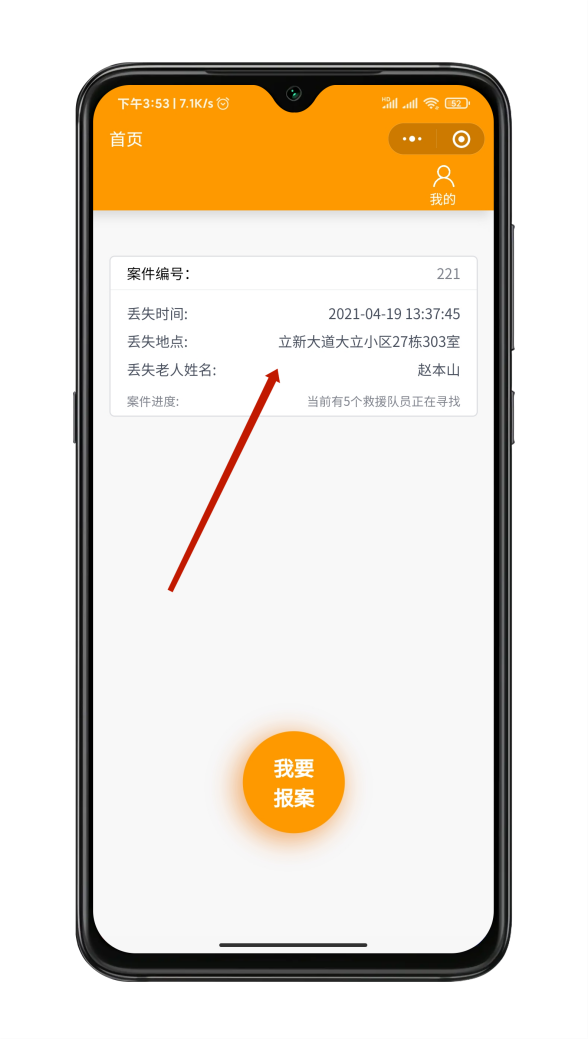 下午3:53 | 7.1K/s
HD
52
首页
我的
案件编号: 221
丢失时间: 2021-04-19 13:37:45
丢失地点: 立新大道大立小区27栋303室
丢失老人姓名: 赵本山
案件进度: 当前有5个救援队员正在寻找
我要
报案